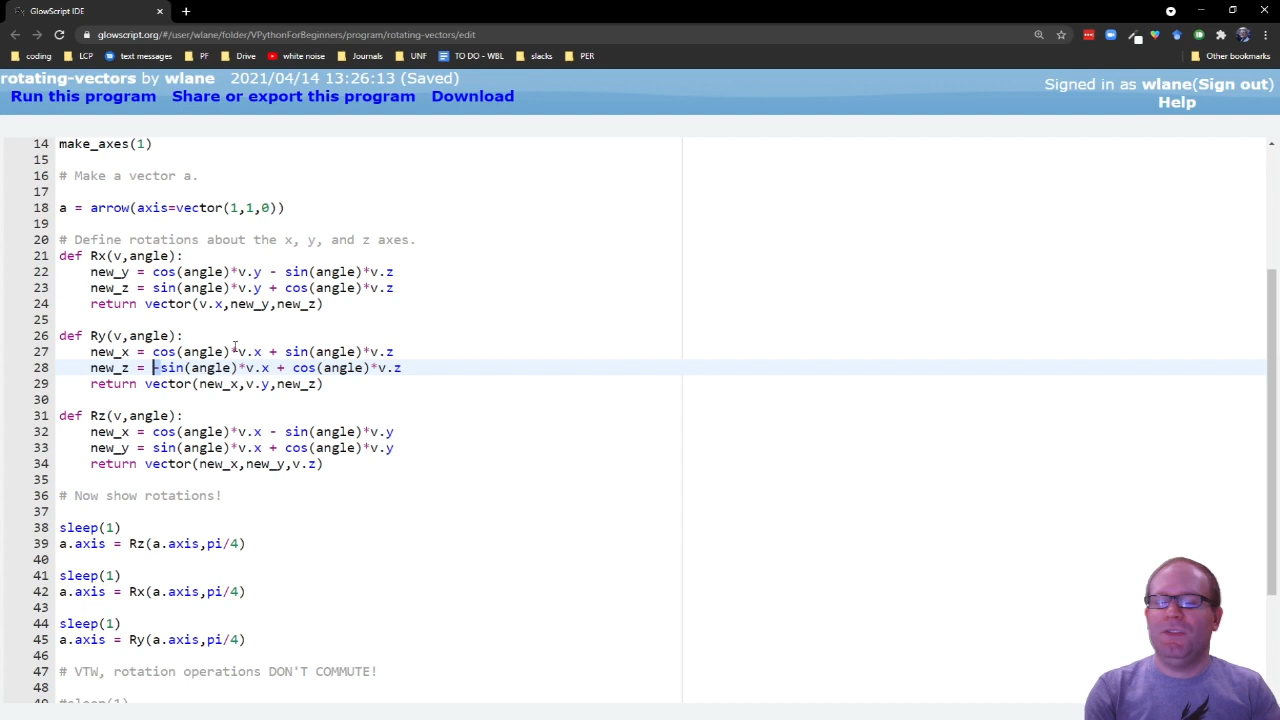 GlowScript IDE
glowscript.org/#/user/wlane/folder/VPythonForBeginners/program/rotating-vectors/edit
coding LCP text messages PF Drive white noise Journals UNF TO DO - WBL slacks PER Other bookmarks
rotating-vectors by wlane 2021/04/14 13:26:13 (Saved) Signed in as wlane(Sign out)
Run this program Share or export this program Download Help
14 make_axes(1)
15
16 # Make a vector a.
17
18 a = arrow(axis=vector(1,1,0))
19
20 # Define rotations about the x, y, and z axes.
21 def Rx(v,angle):
22 new_y = cos(angle)*v.y - sin(angle)*v.z
23 new_z = sin(angle)*v.y + cos(angle)*v.z
24 return vector(v.x,new_y,new_z)
25
26 def Ry(v,angle):
27 new_x = cos(angle)*v.x + sin(angle)*v.z
28 new_z = -sin(angle)*v.x + cos(angle)*v.z
29 return vector(new_x,v.y,new_z)
30
31 def Rz(v,angle):
32 new_x = cos(angle)*v.x - sin(angle)*v.y
33 new_y = sin(angle)*v.x + cos(angle)*v.y
34 return vector(new_x,new_y,v.z)
35
36 # Now show rotations!
37
38 sleep(1)
39 a.axis = Rz(a.axis,pi/4)
40
41 sleep(1)
42 a.axis = Rx(a.axis,pi/4)
43
44 sleep(1)
45 a.axis = Ry(a.axis,pi/4)
46
47 # VTW, rotation operations DON'T COMMUTE!
48
49 #sleep(1)